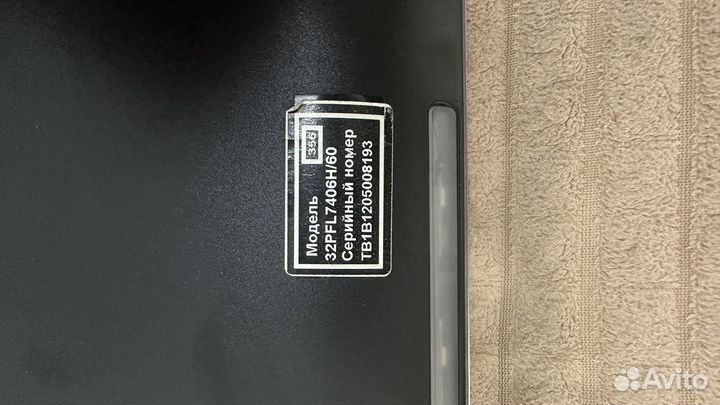 356
Модель
32PFL7406H/60
Серийный номер
TB1B1205008193
Avito